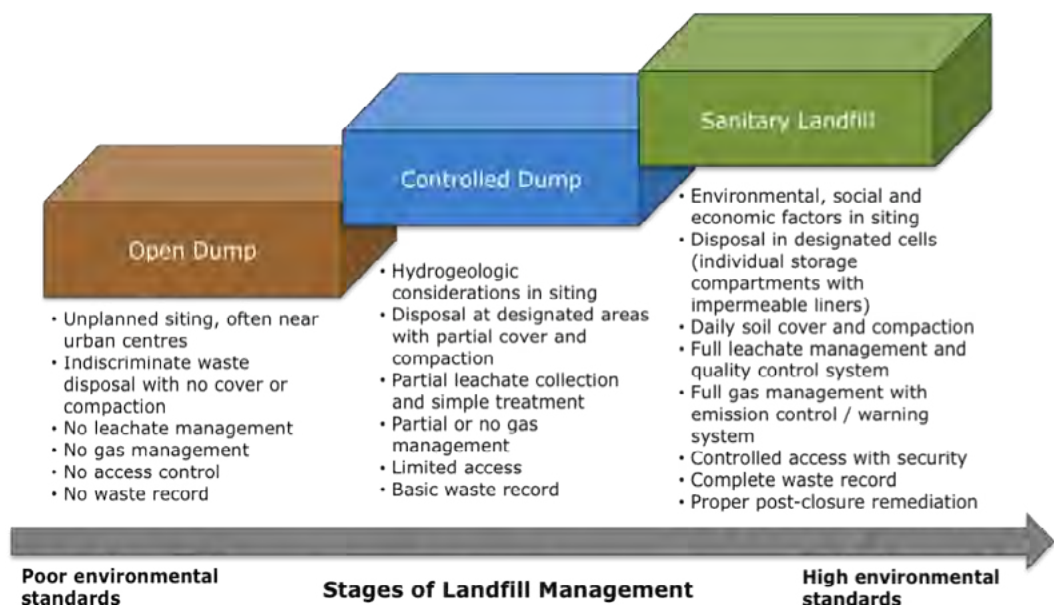 Open Dump
• Unplanned siting, often near
urban centres
• Indiscriminate waste
disposal with no cover or
compaction
• No leachate management
• No gas management
• No access control
• No waste record
Controlled Dump
• Hydrogeologic
considerations in siting
• Disposal at designated areas
with partial cover and
compaction
• Partial leachate collection
and simple treatment
• Partial or no gas
management
• Limited access
• Basic waste record
Sanitary Landfill
• Environmental, social and
economic factors in siting
• Disposal in designated cells
(individual storage
compartments with
impermeable liners)
• Daily soil cover and compaction
• Full leachate management and
quality control system
• Full gas management with
emission control / warning
system
• Controlled access with security
• Complete waste record
• Proper post-closure remediation
Poor environmental
standards
Stages of Landfill Management
High environmental
standards